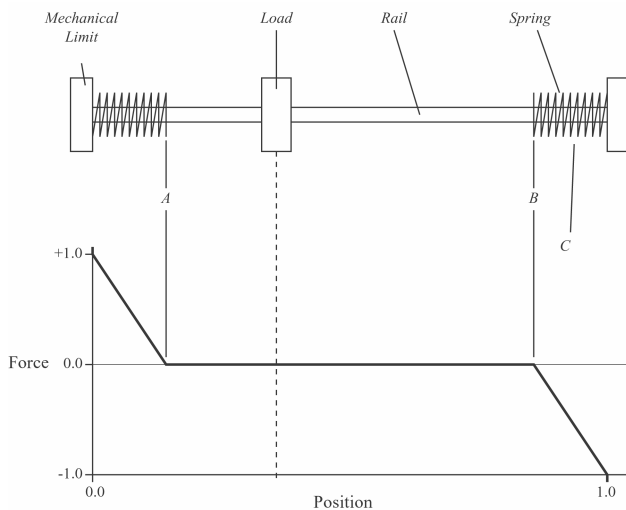 Mechanical
Limit
Load
Rail
Spring
A
B
C
+1.0
Force
0.0
-1.0
0.0
1.0
Position